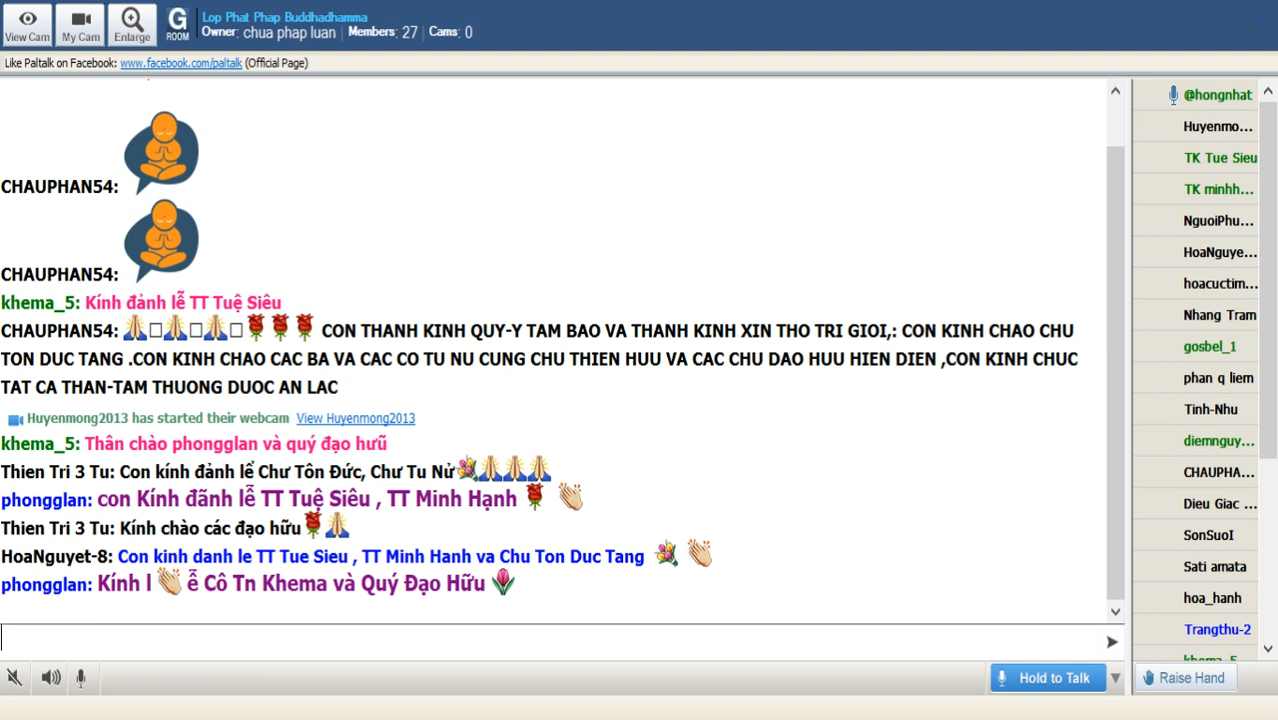 View Cam
My Cam
Enlarge
G
ROOM
Lop Phat Phap Buddhadhamma
Owner: chua phap luan | Members: 27 | Cams: 0
Like Paltalk on Facebook: www.facebook.com/paltalk (Official Page)
CHAUPHAN54:
CHAUPHAN54:
khema_5: Kính đảnh lễ TT Tuệ Siêu
CHAUPHAN54: CON THANH KINH QUY-Y TAM BAO VA THANH KINH XIN THO TRI GIOI,: CON KINH CHAO CHU
TON DUC TANG .CON KINH CHAO CAC BA VA CAC CO TU NU CUNG CHU THIEN HUU VA CAC CHU DAO HUU HIEN DIEN ,CON KINH CHUC
TAT CA THAN-TAM THUONG DUOC AN LAC
Huyenmong2013 has started their webcam View Huyenmong2013
khema_5: Thân chào phongglan và quý đạo hưũ
Thien Tri 3 Tu: Con kính đảnh lể Chư Tôn Đức, Chư Tu Nử
phongglan: con Kính đãnh lễ TT Tuệ Siêu , TT Minh Hạnh
Thien Tri 3 Tu: Kính chào các đạo hữu
HoaNguyet-8: Con kinh danh le TT Tue Sieu , TT Minh Hanh va Chu Ton Duc Tang
phongglan: Kính l ễ Cô Tn Khema và Quý Đạo Hữu
Hold to Talk
@hongnhat
Huyenmo...
TK Tue Sieu
TK minhh...
NguoiPhu...
HoaNguye...
hoacuctim...
Nhang Tram
gosbel_1
phan q liem
Tinh-Nhu
diemnguy...
CHAUPHA...
Dieu Giac ...
SonSuoI
Sati amata
hoa_hanh
Trangthu-2
khema_5
Raise Hand